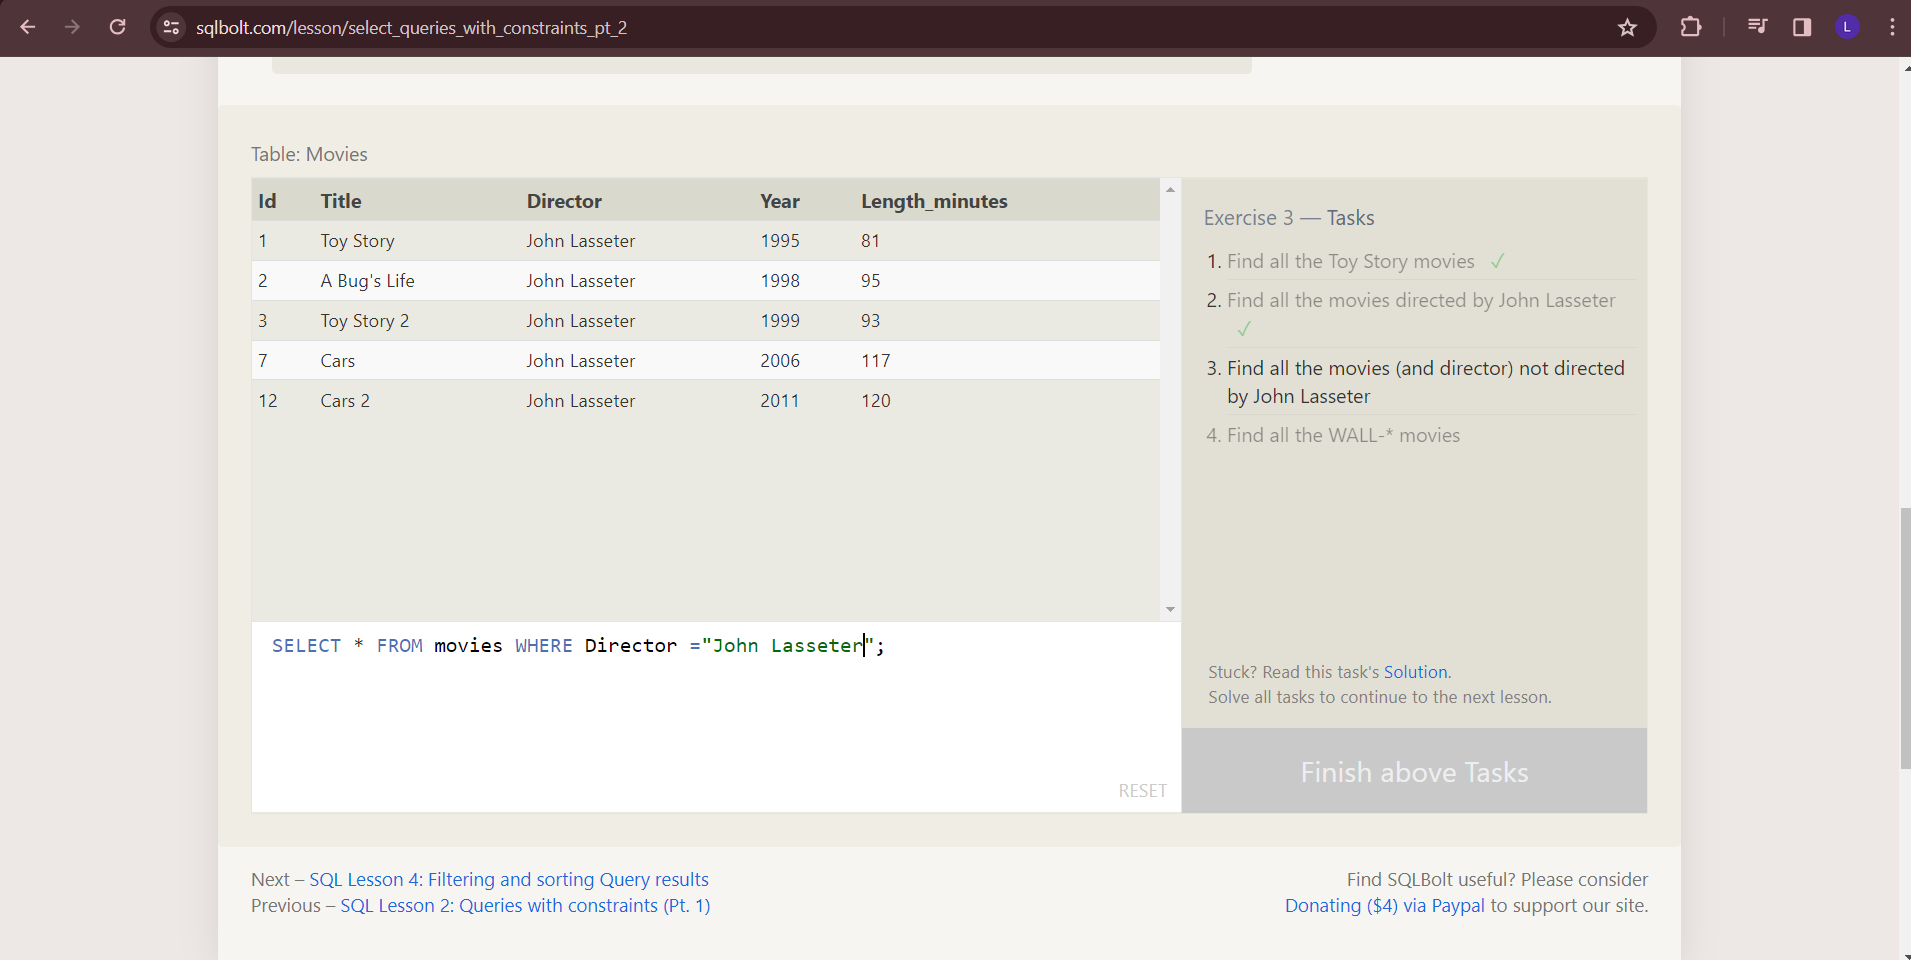 sqlbolt.com/lesson/select_queries_with_constraints_pt_2
L
Table: Movies
Id Title Director Year Length_minutes
1 Toy Story John Lasseter 1995 81
2 A Bug's Life John Lasseter 1998 95
3 Toy Story 2 John Lasseter 1999 93
7 Cars John Lasseter 2006 117
12 Cars 2 John Lasseter 2011 120
SELECT * FROM movies WHERE Director ="John Lasseter";
RESET
Exercise 3 — Tasks
1. Find all the Toy Story movies ✓
2. Find all the movies directed by John Lasseter
✓
3. Find all the movies (and director) not directed
by John Lasseter
4. Find all the WALL-* movies
Stuck? Read this task's Solution.
Solve all tasks to continue to the next lesson.
Finish above Tasks
Next – SQL Lesson 4: Filtering and sorting Query results
Previous – SQL Lesson 2: Queries with constraints (Pt. 1)
Find SQLBolt useful? Please consider
Donating ($4) via Paypal to support our site.